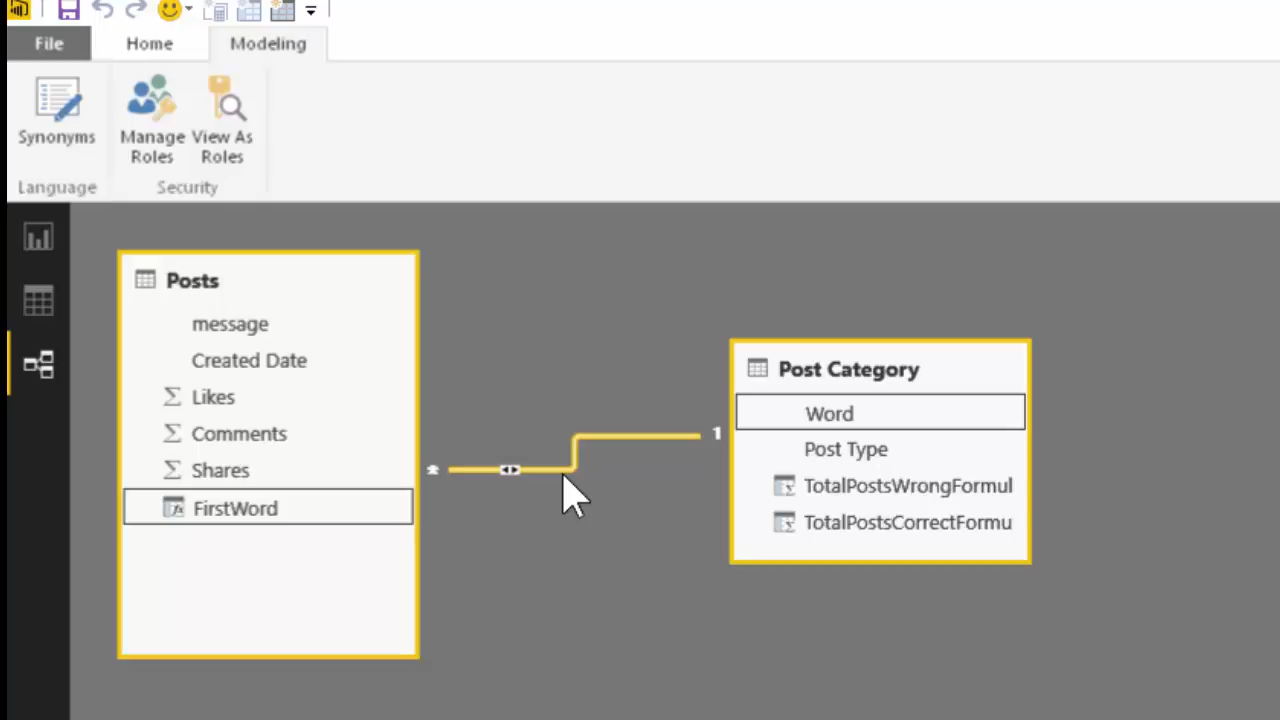 File Home Modeling
Synonyms
Manage Roles
View As Roles
Language Security
Posts
message
Created Date
Σ Likes
Σ Comments
Σ Shares
FirstWord
* 1
Post Category
Word
Post Type
TotalPostsWrongFormul
TotalPostsCorrectFormu